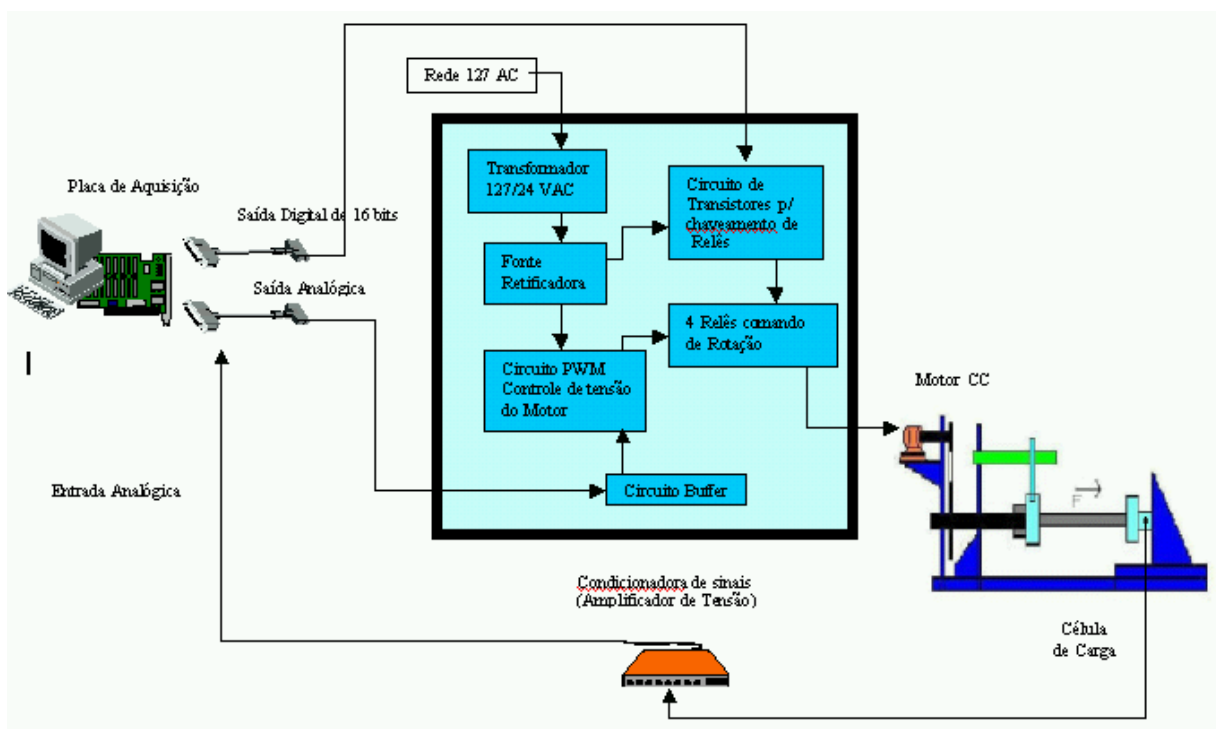 Rede 127 AC
Transformador
127/24 VAC
Circuito de
Transistores p/
chaveamento de
Relês
Placa de Aquisição
Saída Digital de 16 bits
Fonte
Retificadora
Saída Analógica
4 Relês comando
de Rotação
Circuito PWM
Controle de tensão
do Motor
Motor CC
Entrada Analógica
Circuito Buffer
F
Condicionadora de sinais
(Amplificador de Tensão)
Célula
de Carga